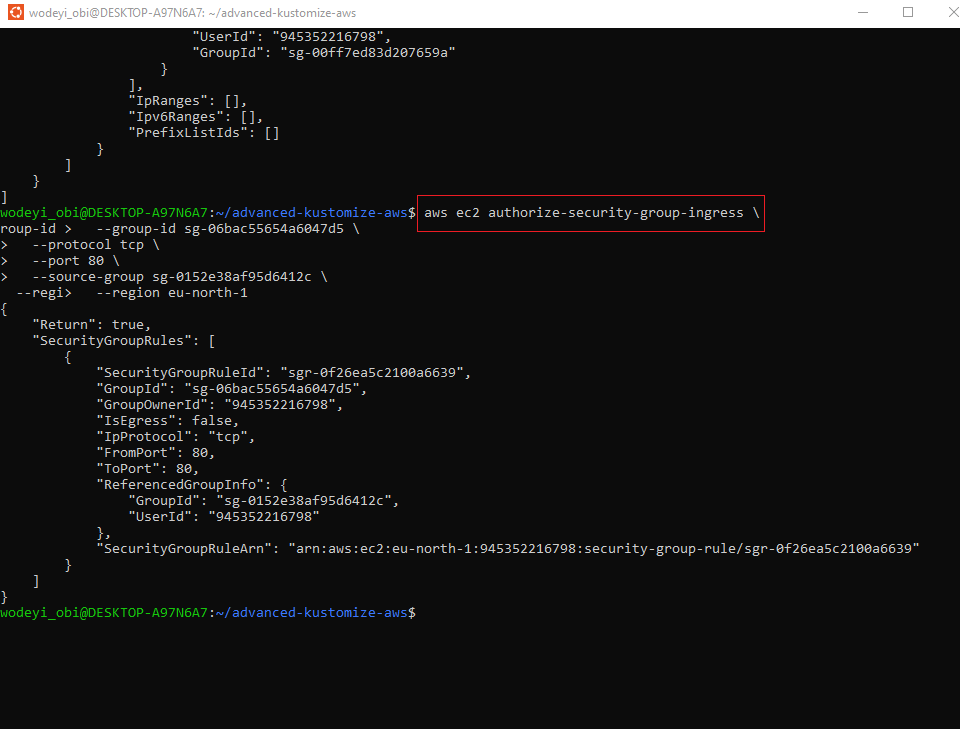 wodeyi_obi@DESKTOP-A97N6A7: ~/advanced-kustomize-aws
                        "UserId": "945352216798",
                        "GroupId": "sg-00ff7ed83d207659a"
                    }
                ],
                "IpRanges": [],
                "Ipv6Ranges": [],
                "PrefixListIds": []
            }
        ]
    }
]
wodeyi_obi@DESKTOP-A97N6A7:~/advanced-kustomize-aws$ aws ec2 authorize-security-group-ingress \
roup-id >   --group-id sg-06bac55654a6047d5 \
>   --protocol tcp \
>   --port 80 \
>   --source-group sg-0152e38af95d6412c \
  --regi>   --region eu-north-1
{
    "Return": true,
    "SecurityGroupRules": [
        {
            "SecurityGroupRuleId": "sgr-0f26ea5c2100a6639",
            "GroupId": "sg-06bac55654a6047d5",
            "GroupOwnerId": "945352216798",
            "IsEgress": false,
            "IpProtocol": "tcp",
            "FromPort": 80,
            "ToPort": 80,
            "ReferencedGroupInfo": {
                "GroupId": "sg-0152e38af95d6412c",
                "UserId": "945352216798"
            },
            "SecurityGroupRuleArn": "arn:aws:ec2:eu-north-1:945352216798:security-group-rule/sgr-0f26ea5c2100a6639"
        }
    ]
}
wodeyi_obi@DESKTOP-A97N6A7:~/advanced-kustomize-aws$